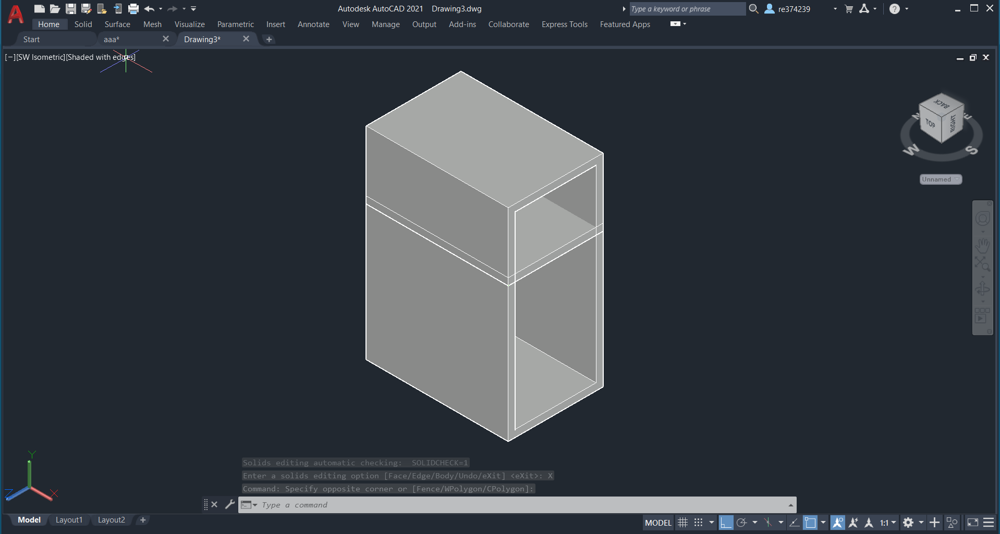 Autodesk AutoCAD 2021 Drawing3.dwg
Type a keyword or phrase
re374239
Home Solid Surface Mesh Visualize Parametric Insert Annotate View Manage Output Add-ins Collaborate Express Tools Featured Apps
Start aaa* Drawing3*
[−][SW Isometric][Shaded with edges]
BACK
TOP
RIGHT
N
E
W
S
Unnamed
Y
Z
X
Solids editing automatic checking: SOLIDCHECK=1
Enter a solids editing option [Face/Edge/Body/Undo/eXit] <eXit>: X
Command: Specify opposite corner or [Fence/WPolygon/CPolygon]:
Type a command
Model Layout1 Layout2
MODEL
1:1